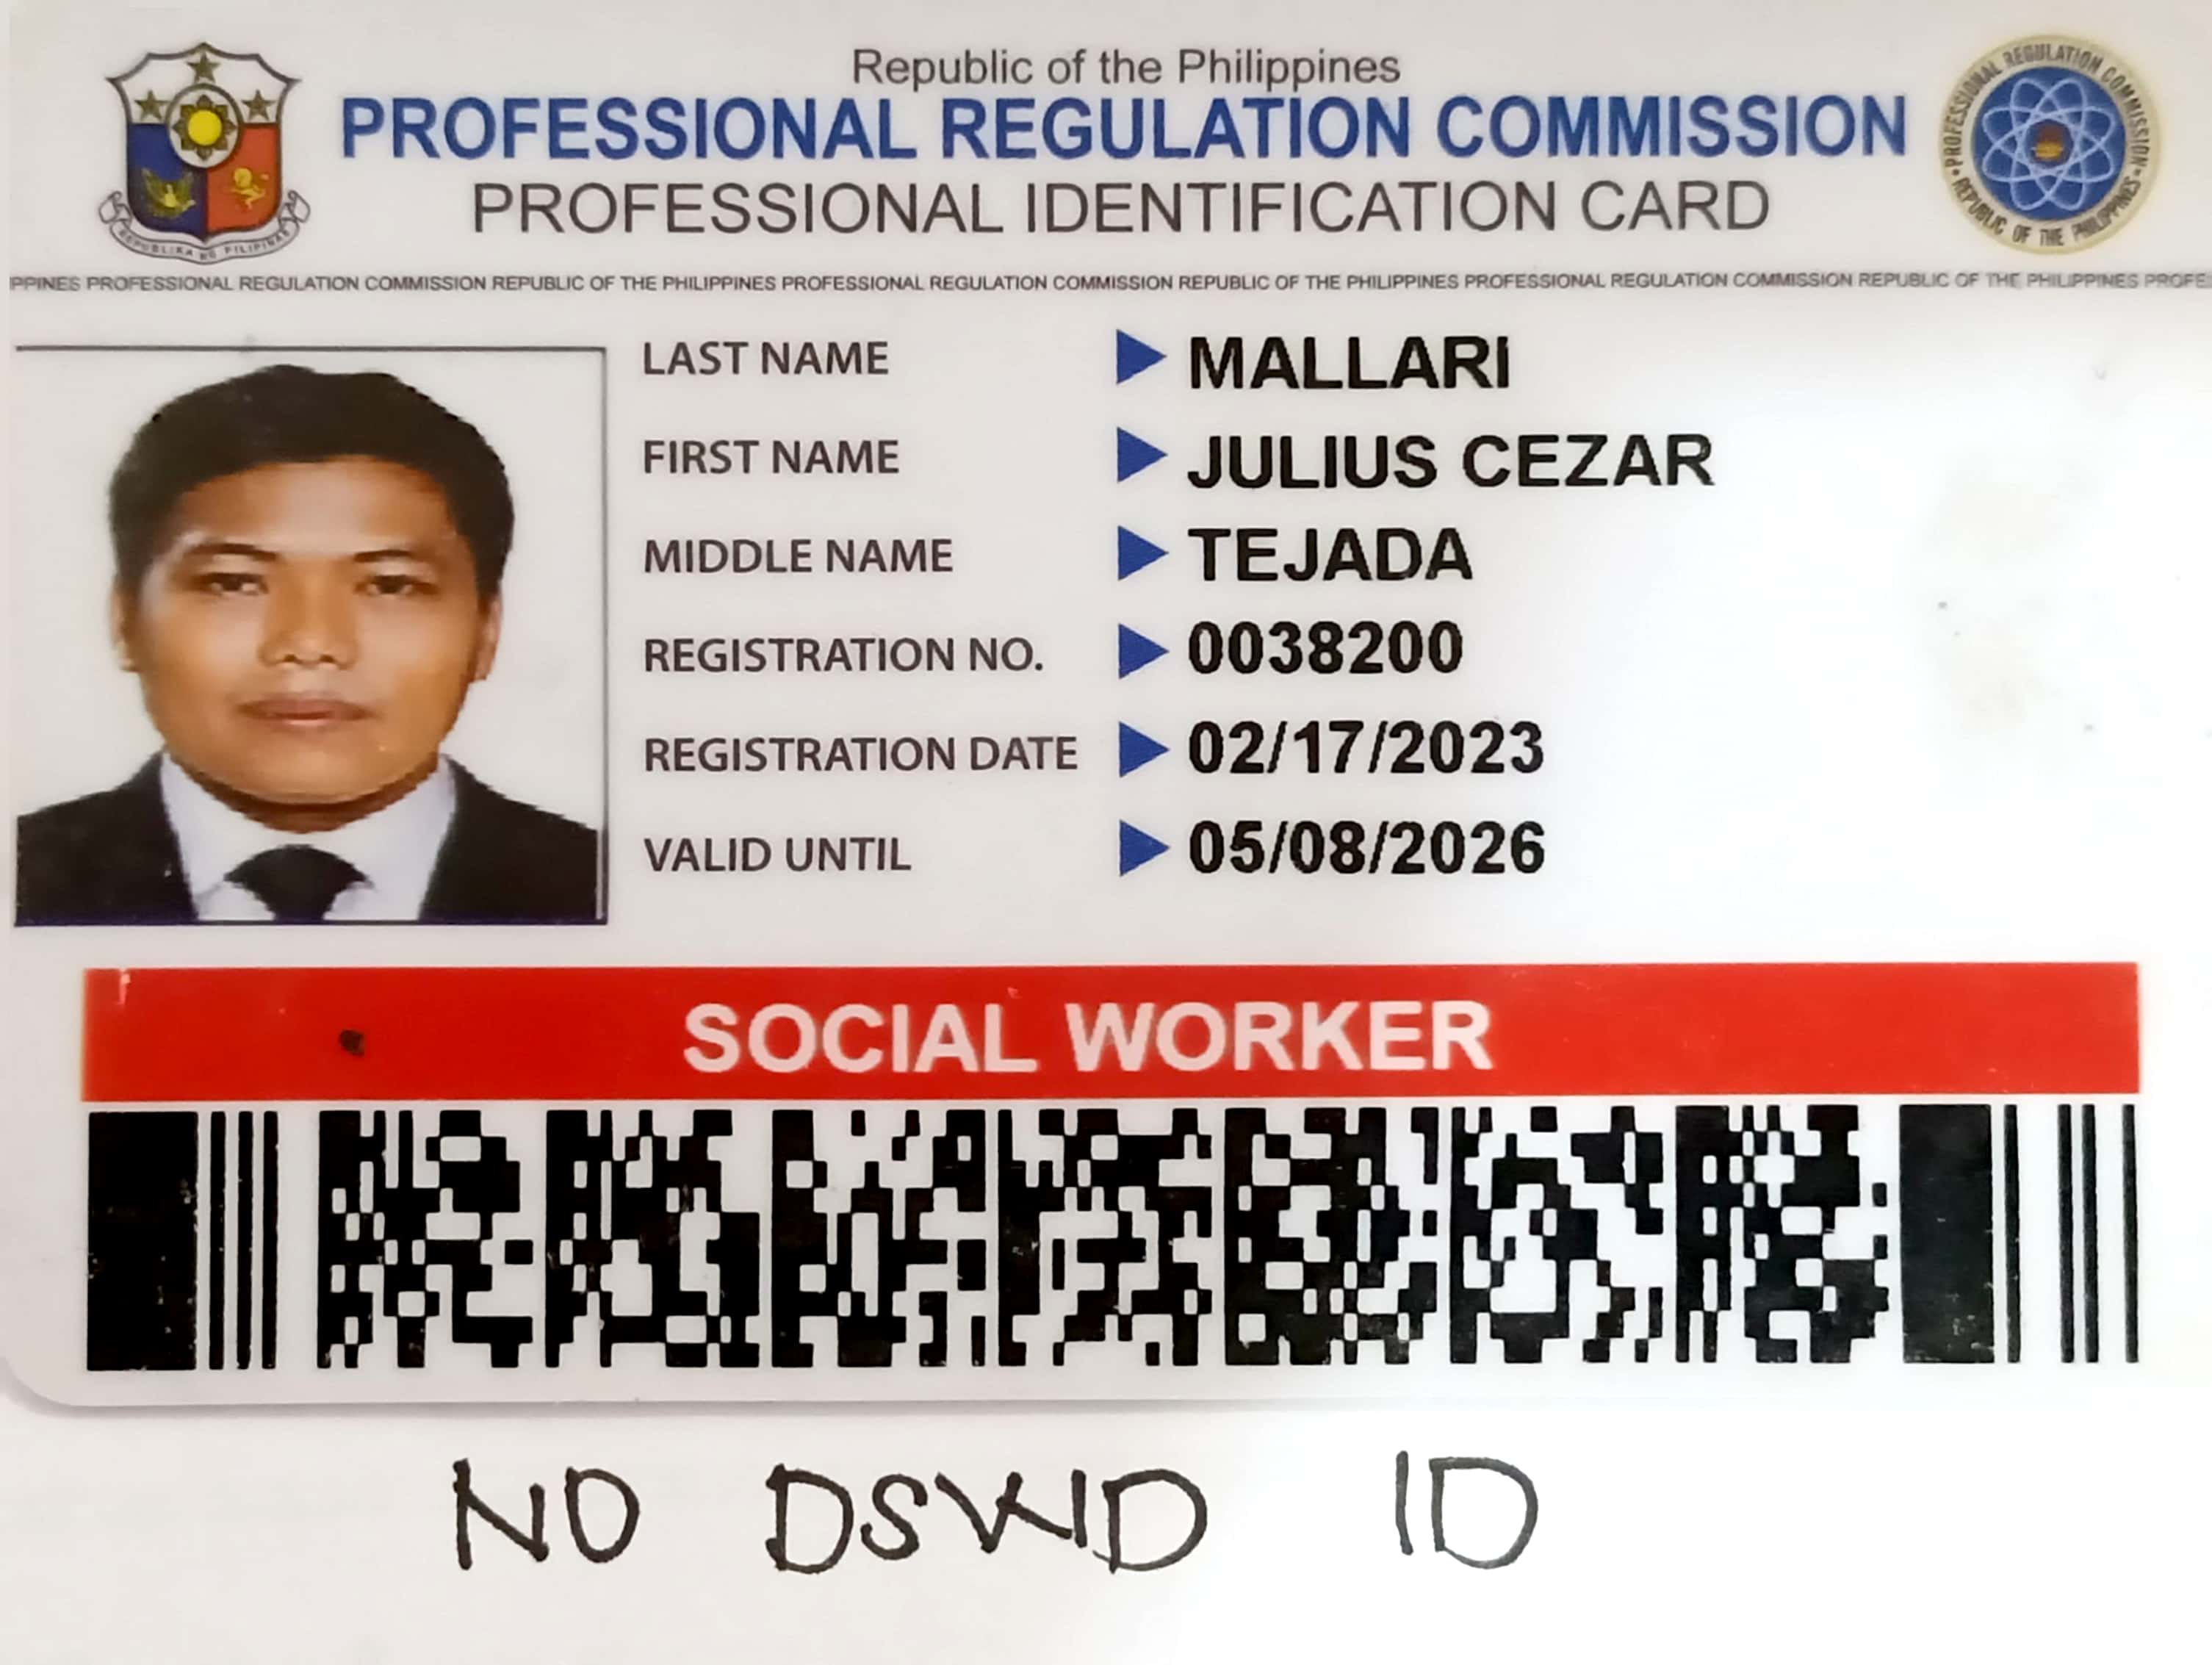 Republic of the Philippines
PROFESSIONAL REGULATION COMMISSION
PROFESSIONAL IDENTIFICATION CARD
REPUBLIKA NG PILIPINAS
PROFESSIONAL REGULATION COMMISSION
REPUBLIC OF THE PHILIPPINES
PPINES PROFESSIONAL REGULATION COMMISSION REPUBLIC OF THE PHILIPPINES PROFESSIONAL REGULATION COMMISSION REPUBLIC OF THE PHILIPPINES PROFESSIONAL REGULATION COMMISSION REPUBLIC OF THE PHILIPPINES PROFE
LAST NAME MALLARI
FIRST NAME JULIUS CEZAR
MIDDLE NAME TEJADA
REGISTRATION NO. 0038200
REGISTRATION DATE 02/17/2023
VALID UNTIL 05/08/2026
SOCIAL WORKER
NO DSWD ID